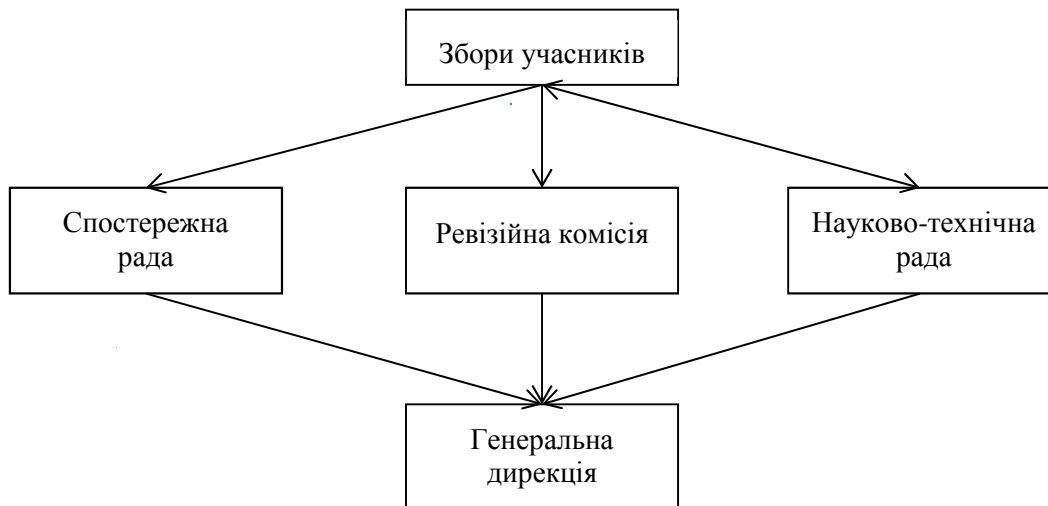 Збори учасників
Спостережна
рада
Ревізійна комісія
Науково-технічна
рада
Генеральна
дирекція